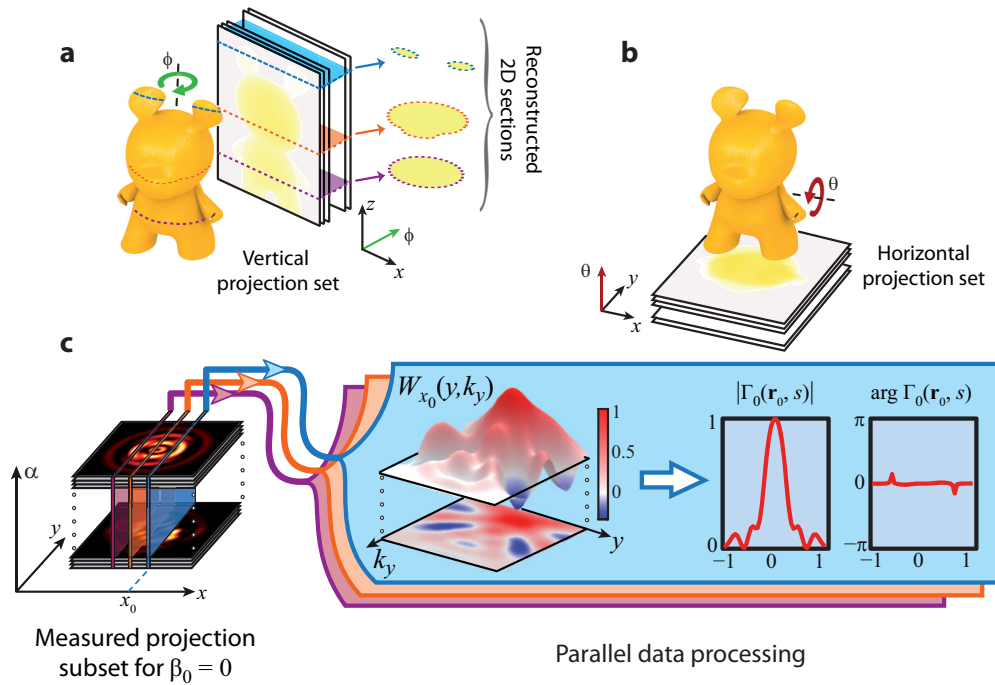 a
ϕ
Reconstructed
2D sections
z
ϕ
x
Vertical
projection set
b
θ
Horizontal
projection set
θ
y
x
c
α
y
x₀
x
Measured projection
subset for β₀ = 0
Wₓ₀(y,k_y)
1
0.5
0
k_y
y
|Γ₀(r₀, s)|
1
0
−1 0 1
arg Γ₀(r₀, s)
π
0
−π
−1 0 1
Parallel data processing